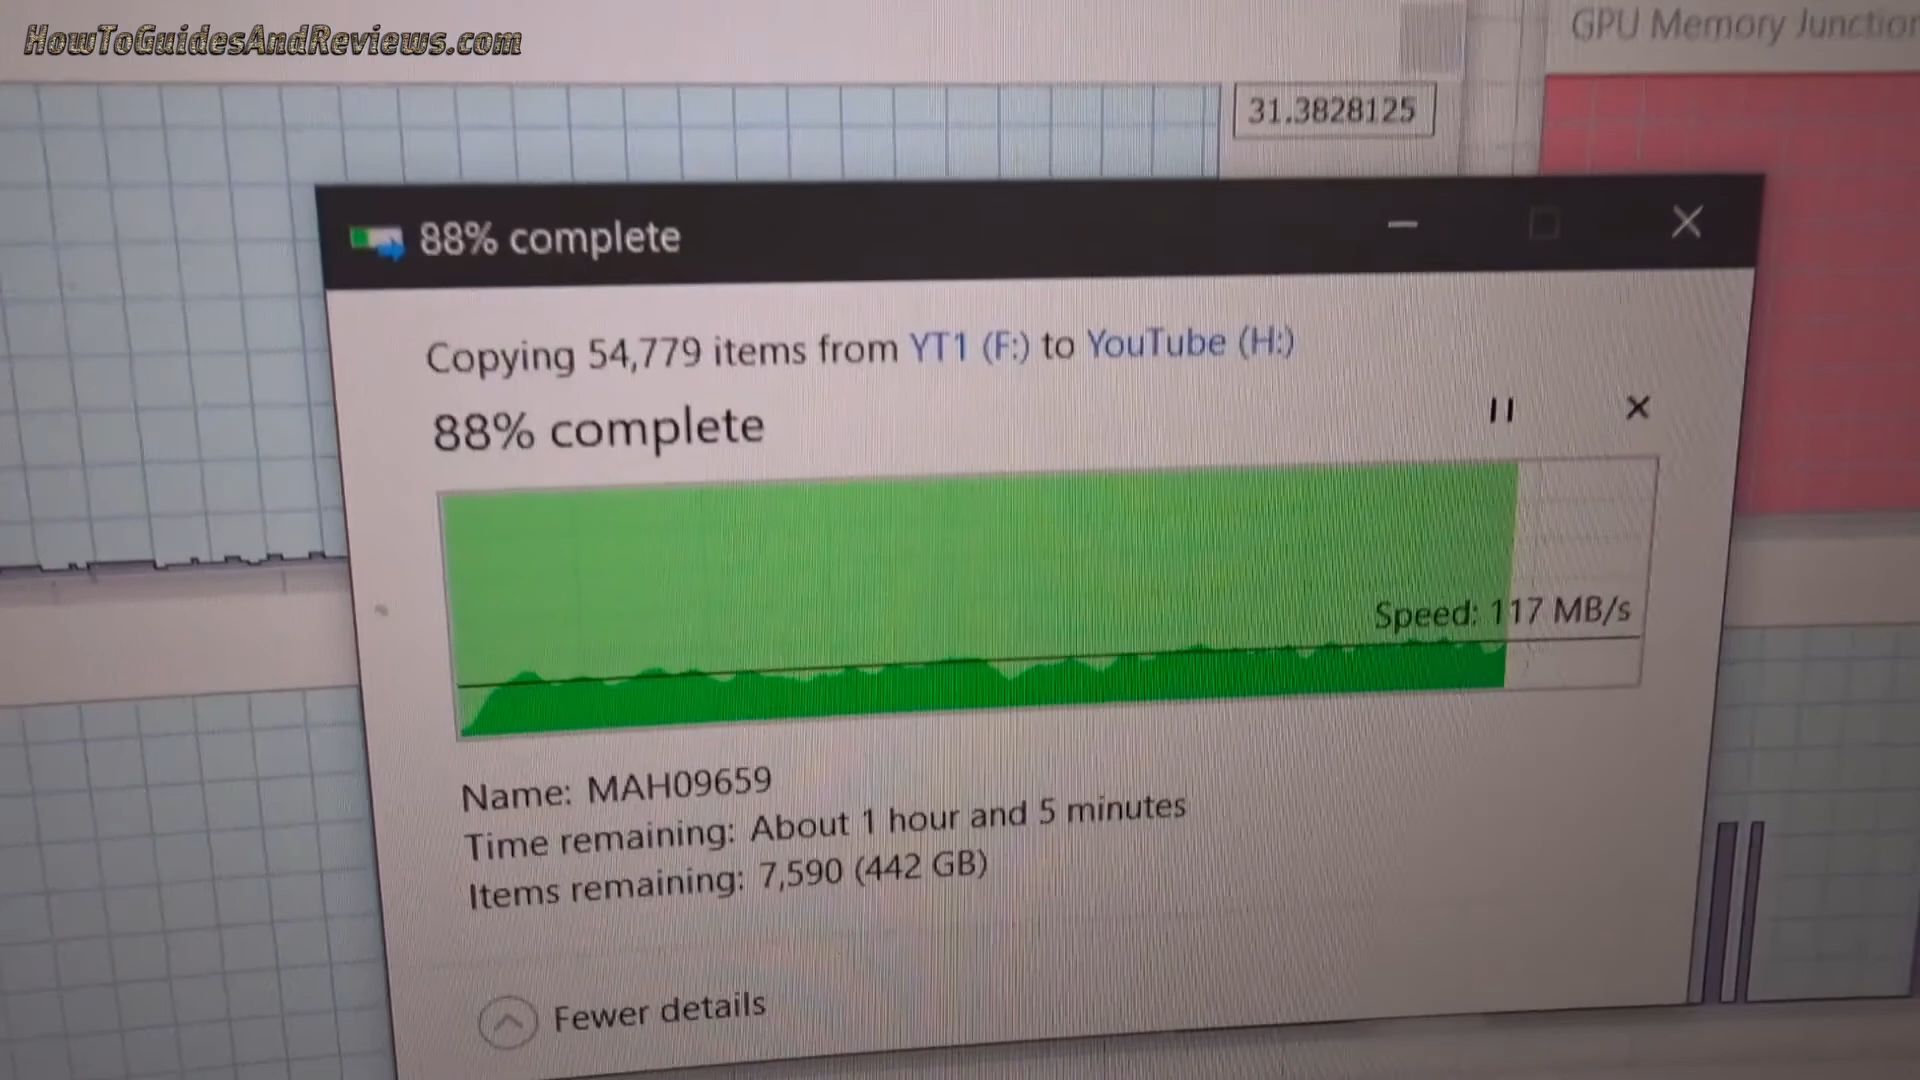 HowToGuidesAndReviews.com
GPU Memory Junction
31.3828125
88% complete
Copying 54,779 items from YT1 (F:) to YouTube (H:)
88% complete
Speed: 117 MB/s
Name: MAH09659
Time remaining: About 1 hour and 5 minutes
Items remaining: 7,590 (442 GB)
Fewer details